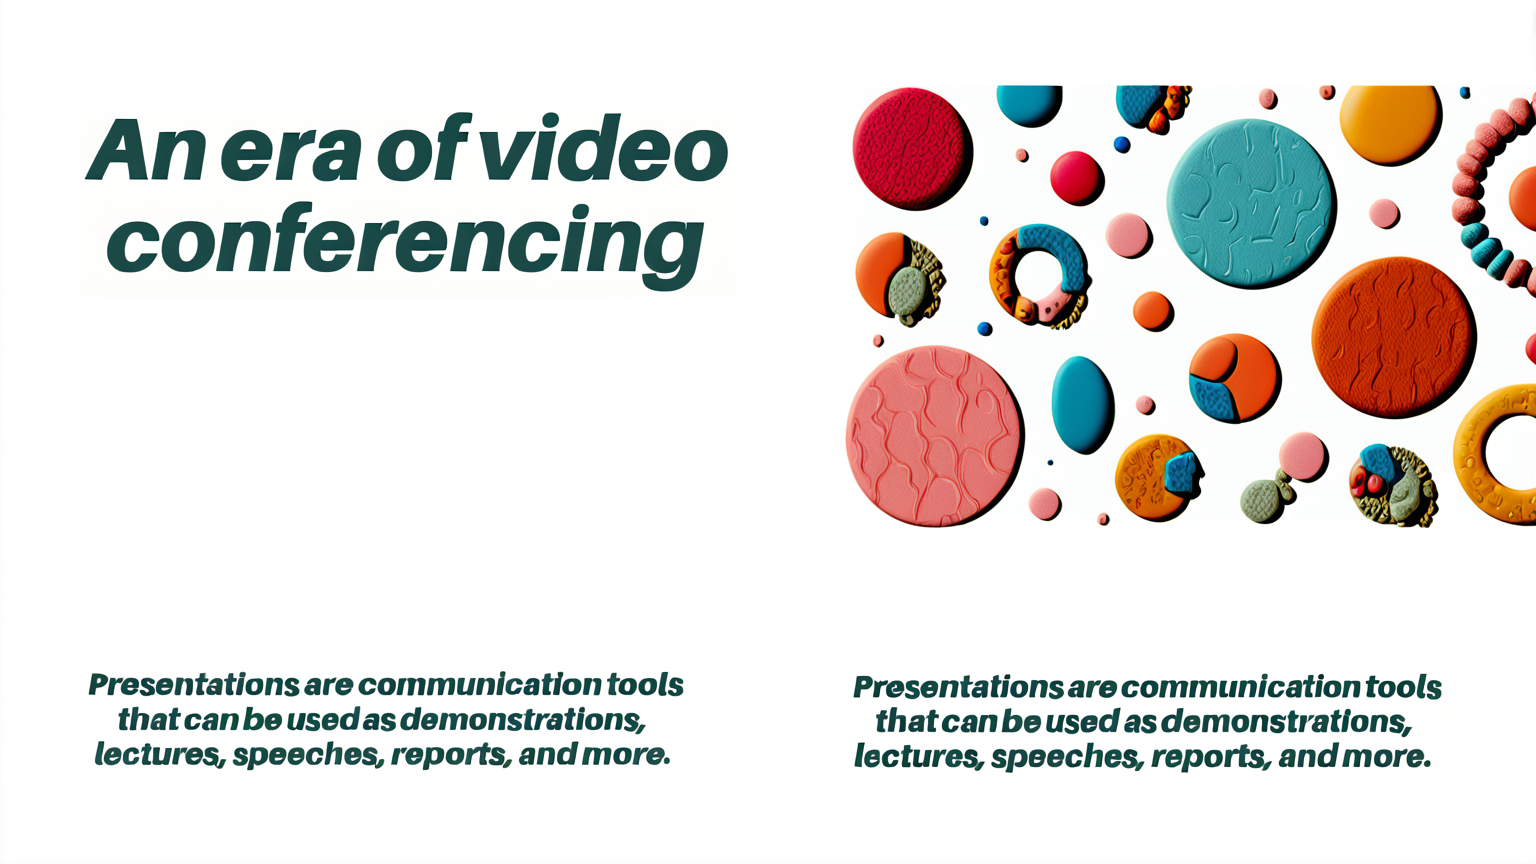 An era of video
conferencing
Presentations are communication tools
that can be used as demonstrations,
lectures, speeches, reports, and more.
Presentations are communication tools
that can be used as demonstrations,
lectures, speeches, reports, and more.